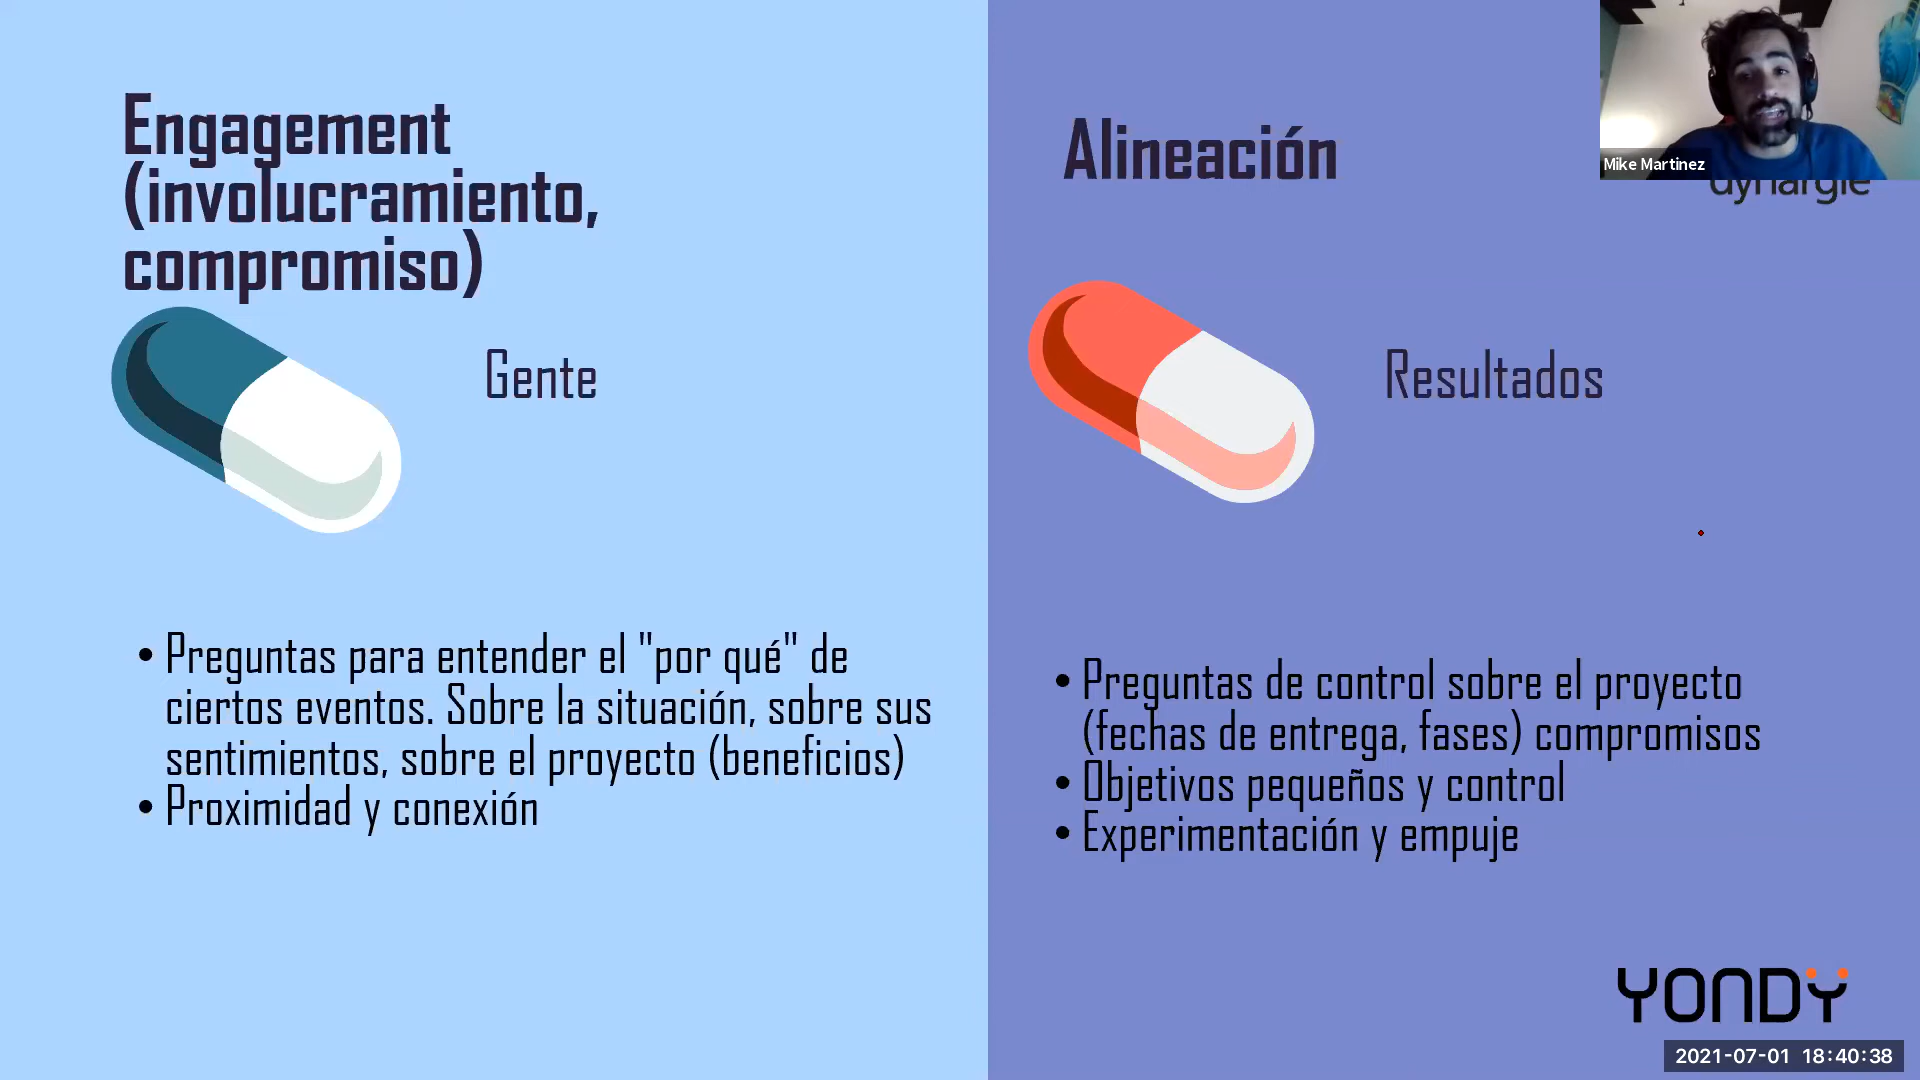 Engagement
(involucramiento,
compromiso)
Gente
• Preguntas para entender el "por qué" de
ciertos eventos. Sobre la situación, sobre sus
sentimientos, sobre el proyecto (beneficios)
• Proximidad y conexión
Alineación
Resultados
• Preguntas de control sobre el proyecto
(fechas de entrega, fases) compromisos
• Objetivos pequeños y control
• Experimentación y empuje
Mike Martinez
dynargie
YONDY
2021-07-01 18:40:38